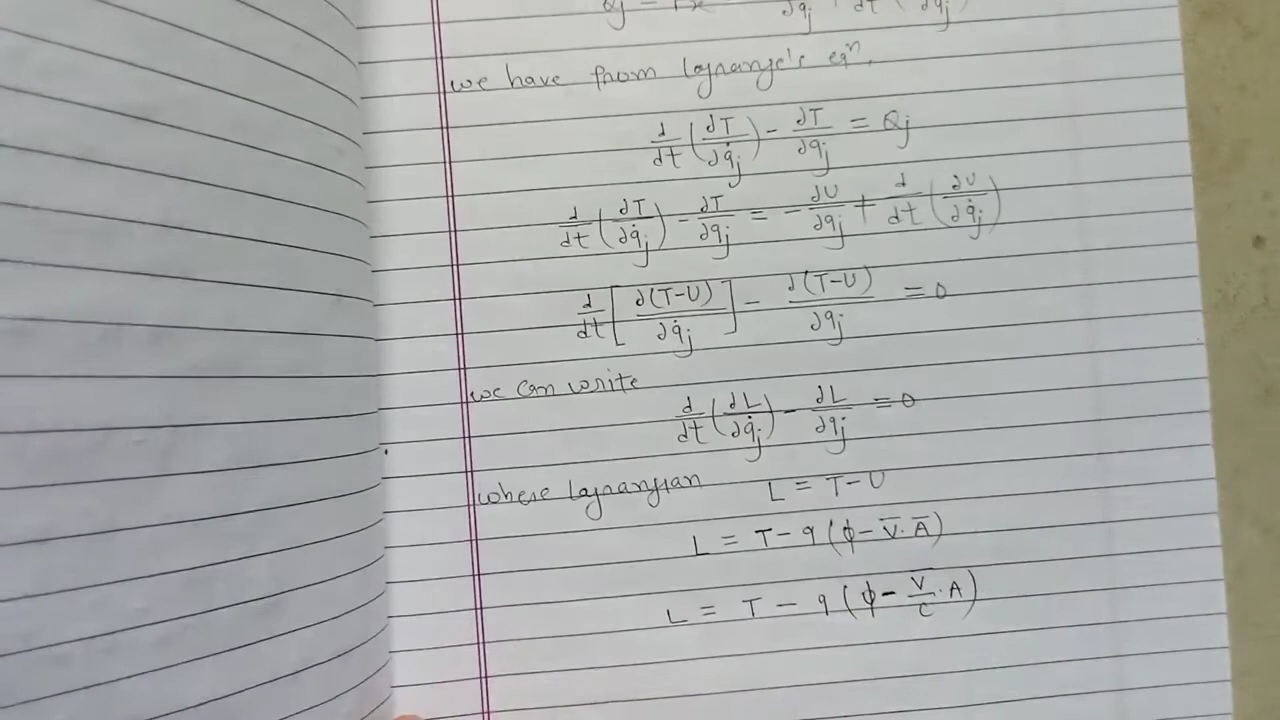 we have from Lagrange's eqⁿ.
d/dt (∂T/∂q̇j) - ∂T/∂qj = Qj
d/dt (∂T/∂q̇j) - ∂T/∂qj = - ∂U/∂qj + d/dt (∂U/∂q̇j)
d/dt [∂(T-U)/∂q̇j] - ∂(T-U)/∂qj = 0
we can write
d/dt (∂L/∂q̇j) - ∂L/∂qj = 0
where Lagrangian L = T-U
L = T-q(ϕ-V̅.A̅)
L = T - q(ϕ- V̅/c . A)